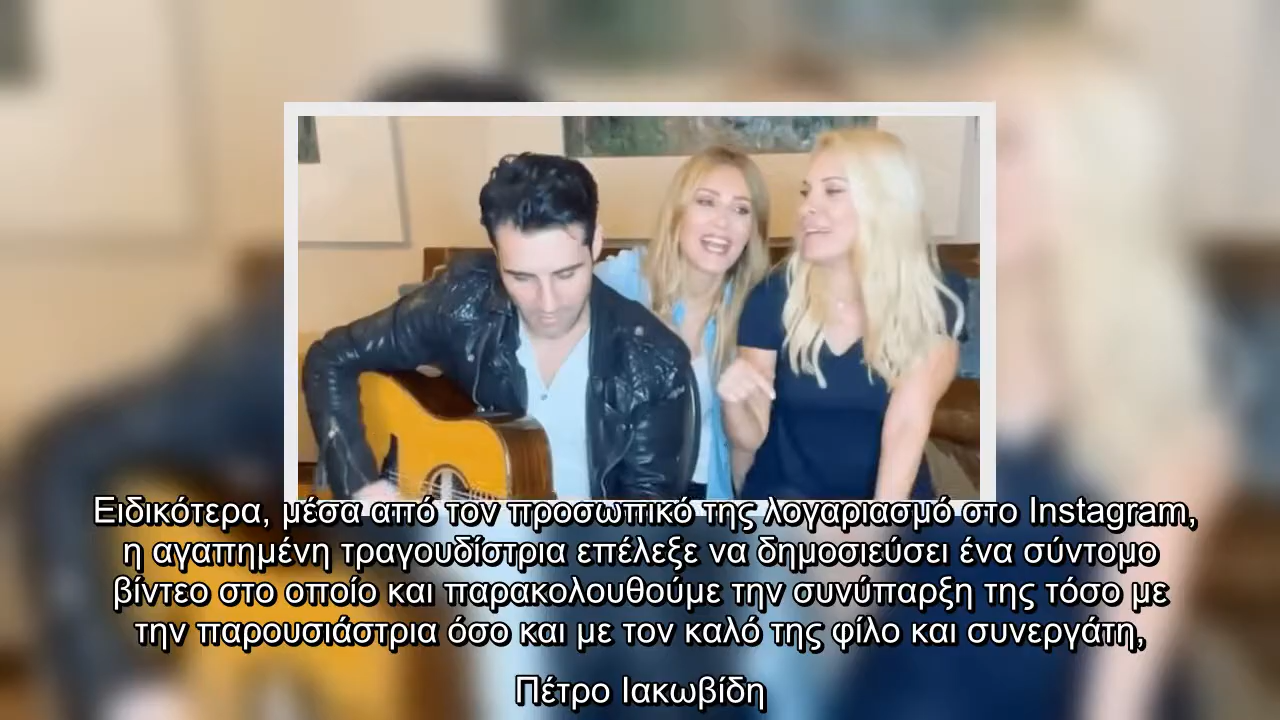 Ειδικότερα, μέσα από τον προσωπικό της λογαριασμό στο Instagram,
η αγαπημένη τραγουδίστρια επέλεξε να δημοσιεύσει ένα σύντομο
βίντεο στο οποίο και παρακολουθούμε την συνύπαρξη της τόσο με
την παρουσιάστρια όσο και με τον καλό της φίλο και συνεργάτη,
Πέτρο Ιακωβίδη